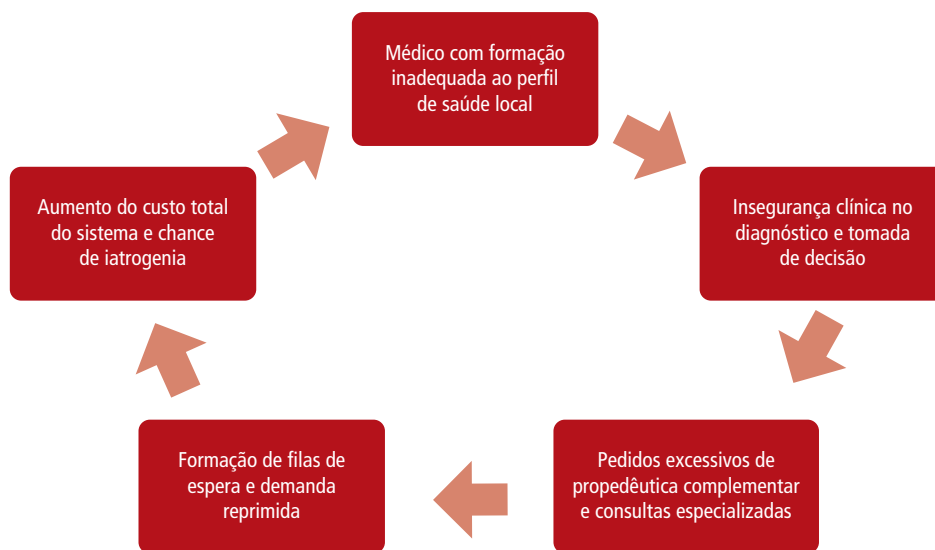 Médico com formação
inadequada ao perfil
de saúde local
Insegurança clínica no
diagnóstico e tomada
de decisão
Pedidos excessivos de
propedêutica complementar
e consultas especializadas
Formação de filas de
espera e demanda
reprimida
Aumento do custo total
do sistema e chance
de iatrogenia